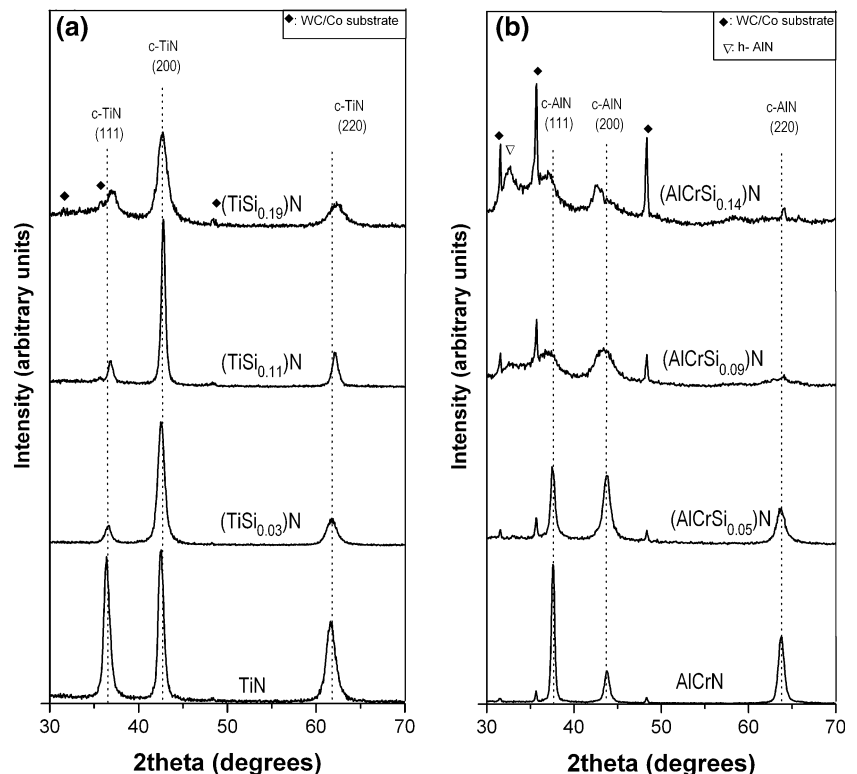 (a)
◆: WC/Co substrate
c-TiN
(200)
c-TiN
(111)
c-TiN
(220)
(TiSi0.19)N
(TiSi0.11)N
(TiSi0.03)N
TiN
Intensity (arbitrary units)
30 40 50 60 70
2theta (degrees)
(b)
◆: WC/Co substrate
▽: h- AlN
c-AlN
(111)
c-AlN
(200)
c-AlN
(220)
(AlCrSi0.14)N
(AlCrSi0.09)N
(AlCrSi0.05)N
AlCrN
Intensity (arbitrary units)
30 40 50 60 70
2theta (degrees)